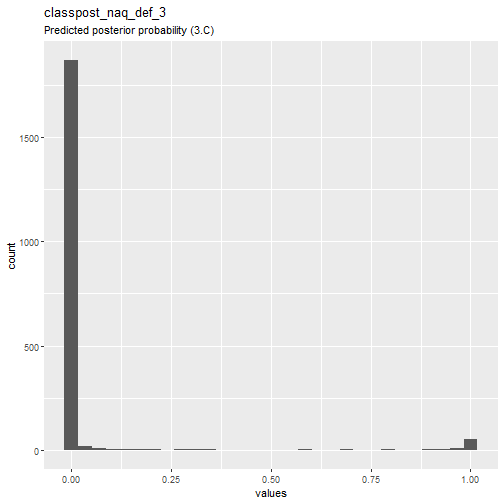 classpost_naq_def_3
Predicted posterior probability (3.C)
1500
1000
500
0
count
0.00 0.25 0.50 0.75 1.00
values